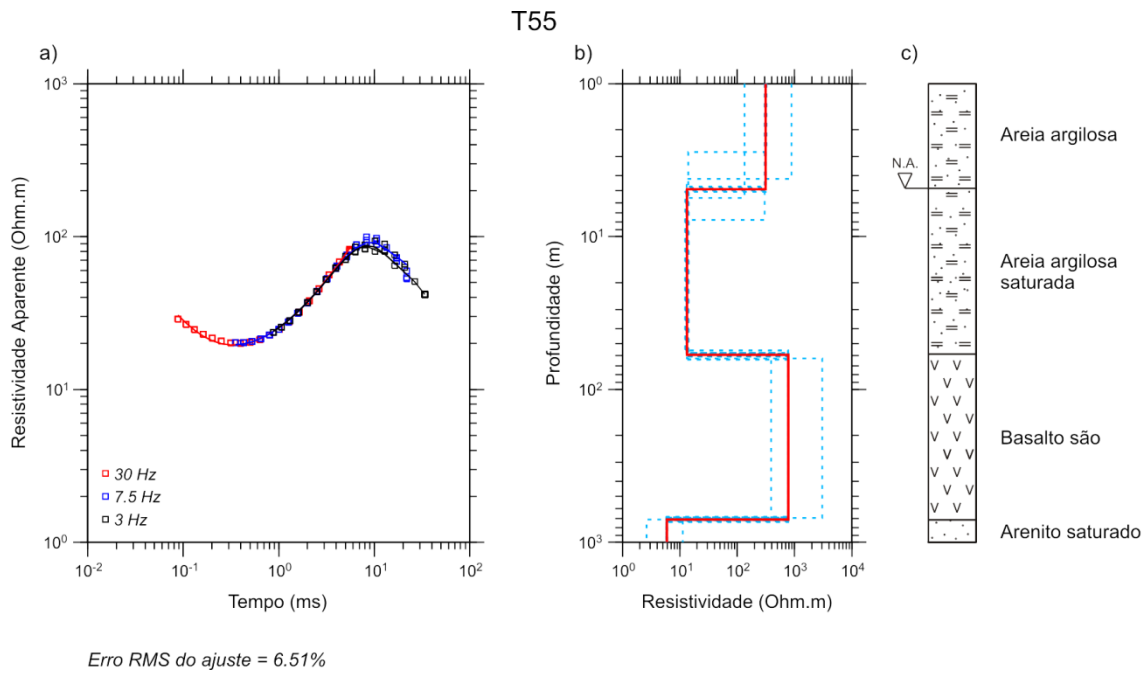 T55
a)
b)
c)
10³
10²
10¹
10⁰
Resistividade Aparente (Ohm.m)
30 Hz
7.5 Hz
3 Hz
10⁻²
10⁻¹
10⁰
10¹
10²
Tempo (ms)
10⁰
10¹
10²
10³
Profundidade (m)
10⁰
10¹
10²
10³
10⁴
Resistividade (Ohm.m)
Areia argilosa
N.A.
Areia argilosa
saturada
Basalto são
Arenito saturado
Erro RMS do ajuste = 6.51%